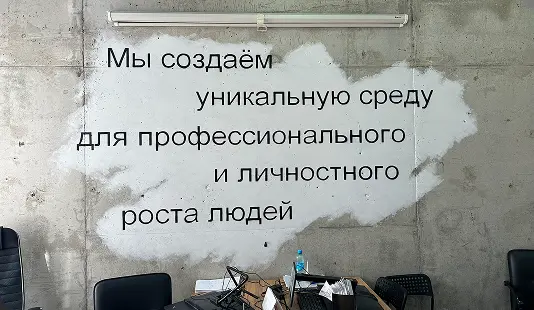 Мы создаём
уникальную среду
для профессионального
и личностного
роста людей